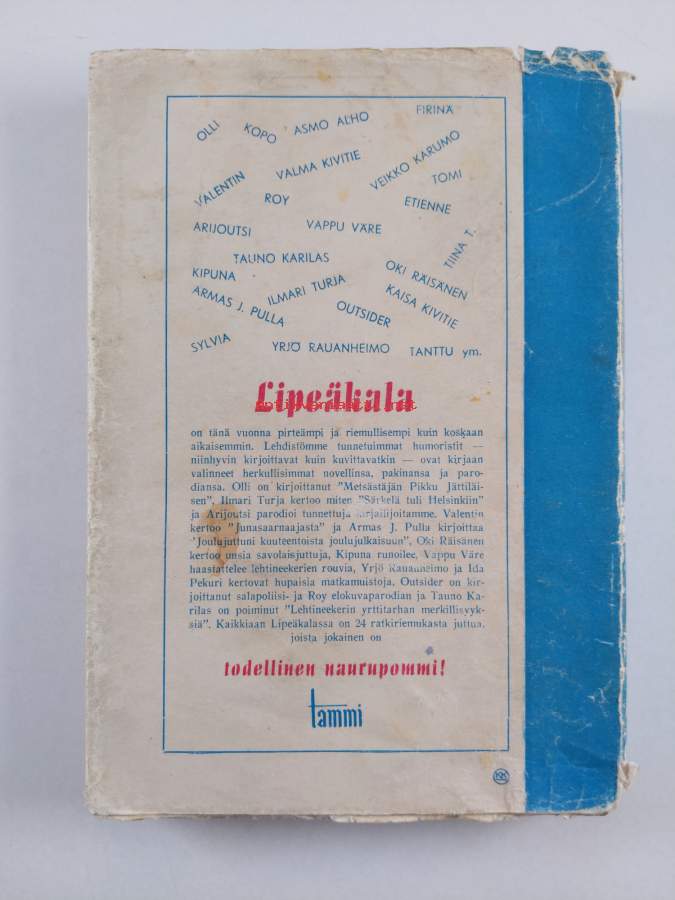 FIRINÄ
OLLI KOPO ASMO ALHO
VALMA KIVITIE VEIKKO KARUMO
VALENTIN ROY TOMI
ETIENNE
ARIJOUTSI VAPPU VÄRE
TIINA T.
TAUNO KARILAS
KIPUNA ILMARI TURJA OKI RÄISÄNEN
ARMAS J. PULLA OUTSIDER KAISA KIVITIE
SYLVIA YRJÖ RAUANHEIMO TANTTU ym.
Lipeäkala
on tänä vuonna pirteämpi ja riemullisempi kuin koskaan
aikaisemmin. Lehdistömme tunnetuimmat humoristit —
niinhyvin kirjoittavat kuin kuvittavatkin — ovat kirjaan
valinneet herkullisimmat novellinsa, pakinansa ja paro-
diansa. Olli on kirjoittanut "Metsästäjän Pikku Jättiläi-
sen", Ilmari Turja kertoo miten "Särkelä tuli Helsinkiin"
ja Arijoutsi parodioi tunnettuja kirjailijoitamme. Valentin
kertoo "Junasaarnaajasta" ja Armas J. Pulla kirjoittaa
"Joulujuttuni kuuteentoista joulujulkaisuun", Oki Räisänen
kertoo uusia savolaisjuttuja, Kipuna runoilee, Vappu Väre
haastattelee lehtineekerien rouvia, Yrjö Rauanheimo ja Ida
Pekuri kertovat hupaisia matkamuistoja, Outsider on kir-
joittanut salapoliisi- ja Roy elokuvaparodian ja Tauno Ka-
rilas on poiminut "Lehtineekerin yrttitarhan merkillisyyk-
siä". Kaikkiaan Lipeäkalassa on 24 ratkiriemukasta juttua,
joista jokainen on
todellinen naurupommi!
tammi